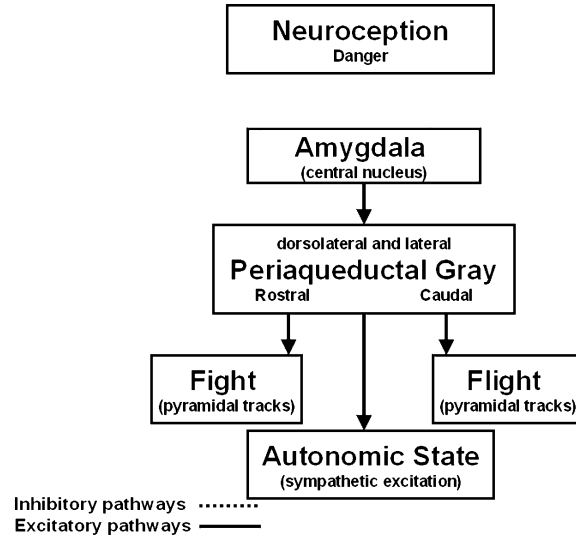 Neuroception
Danger
Amygdala
(central nucleus)
dorsolateral and lateral
Periaqueductal Gray
Rostral Caudal
Fight
(pyramidal tracks)
Flight
(pyramidal tracks)
Autonomic State
(sympathetic excitation)
Inhibitory pathways
Excitatory pathways